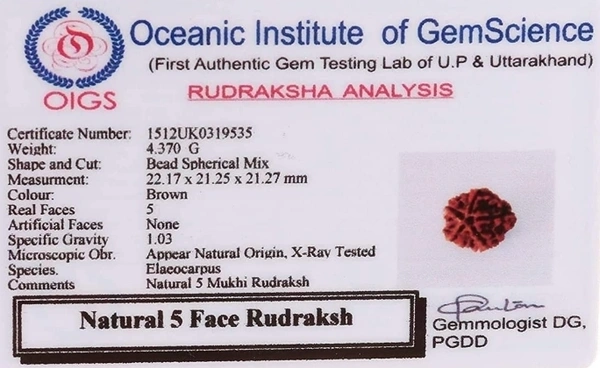 Oceanic Institute of GemScience
(First Authentic Gem Testing Lab of U.P & Uttarakhand)
OIGS
RUDRAKSHA ANALYSIS
Certificate Number: 1512UK0319535
Weight: 4.370 G
Shape and Cut: Bead Spherical Mix
Measurment: 22.17 x 21.25 x 21.27 mm
Colour: Brown
Real Faces 5
Artificial Faces None
Specific Gravity 1.03
Microscopic Obr. Appear Natural Origin, X-Ray Tested
Species. Elaeocarpus
Comments Natural 5 Mukhi Rudraksh
Natural 5 Face Rudraksh
Gemmologist DG,
PGDD